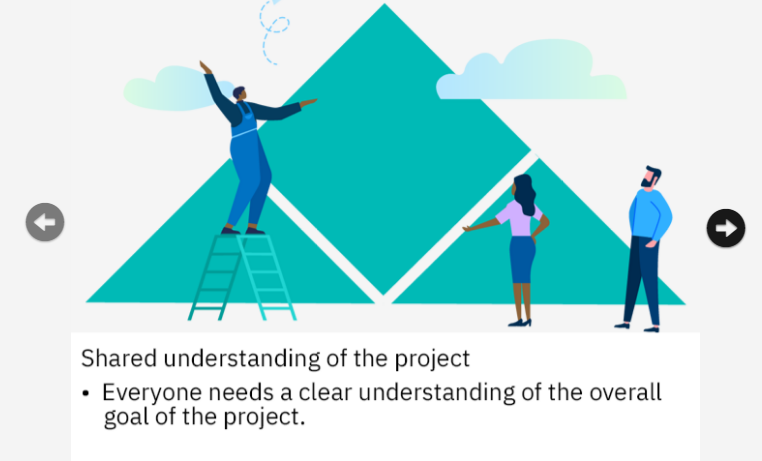 Shared understanding of the project
• Everyone needs a clear understanding of the overall
goal of the project.